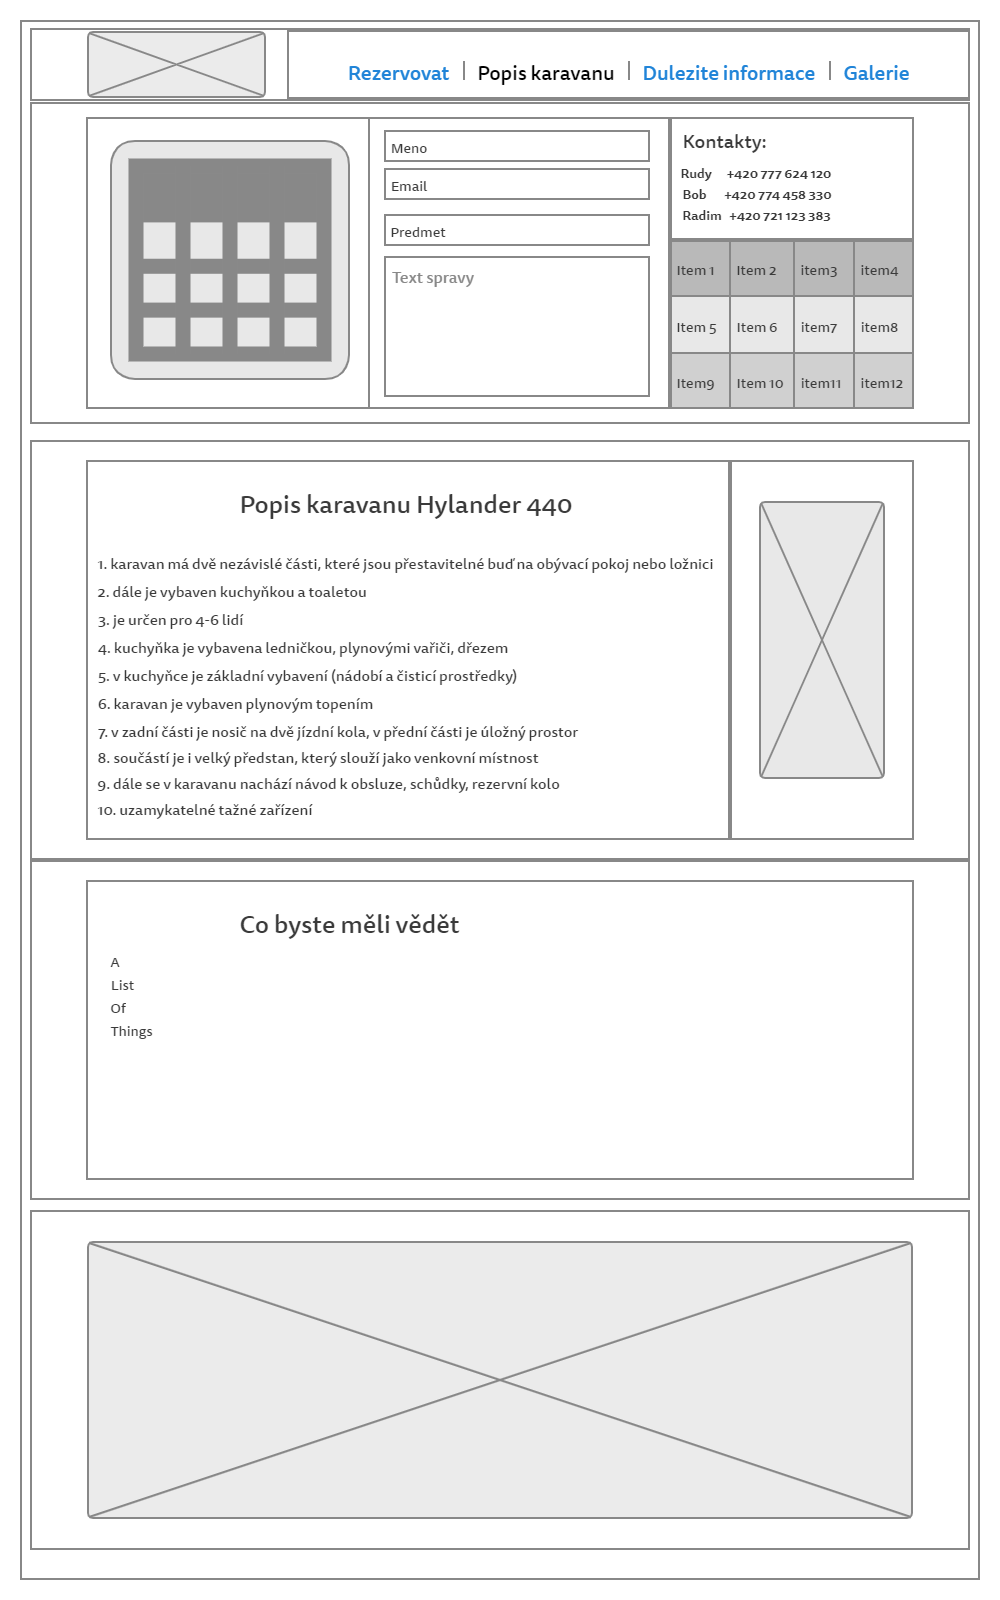 Rezervovat Popis karavanu Dulezite informace Galerie
Meno
Email
Predmet
Text spravy
Kontakty:
Rudy +420 777 624 120
Bob +420 774 458 330
Radim +420 721 123 383
Item 1 Item 2 item3 item4
Item 5 Item 6 item7 item8
Item9 Item 10 item11 item12
Popis karavanu Hylander 440
1. karavan má dvě nezávislé části, které jsou přestavitelné buď na obývací pokoj nebo ložnici
2. dále je vybaven kuchyňkou a toaletou
3. je určen pro 4-6 lidí
4. kuchyňka je vybavena ledničkou, plynovými vařiči, dřezem
5. v kuchyňce je základní vybavení (nádobí a čisticí prostředky)
6. karavan je vybaven plynovým topením
7. v zadní části je nosič na dvě jízdní kola, v přední části je úložný prostor
8. součástí je i velký předstan, který slouží jako venkovní místnost
9. dále se v karavanu nachází návod k obsluze, schůdky, rezervní kolo
10. uzamykatelné tažné zařízení
Co byste měli vědět
A
List
Of
Things